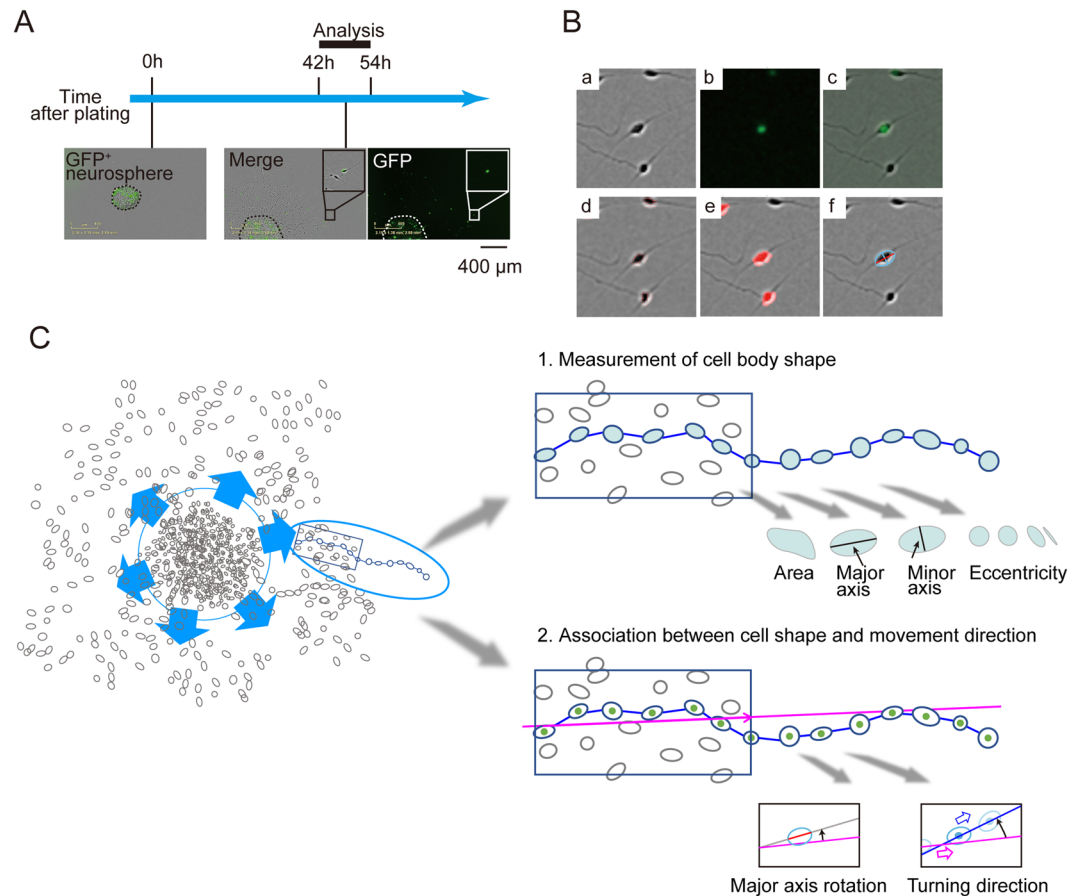 A
Analysis
0h
42h
54h
Time
after plating
GFP+
neurosphere
Merge
GFP
400 µm
B
a
b
c
d
e
f
C
1. Measurement of cell body shape
Area
Major
axis
Minor
axis
Eccentricity
2. Association between cell shape and movement direction
Major axis rotation
Turning direction